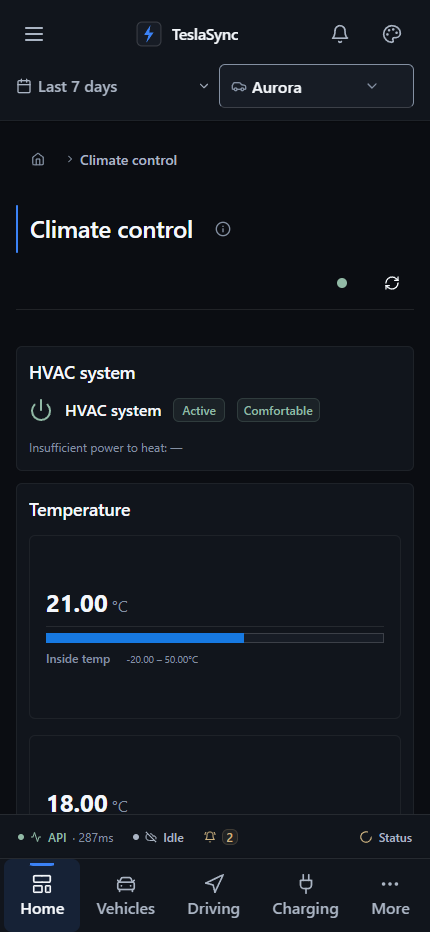 TeslaSync
Last 7 days
Aurora
Climate control
Climate control
HVAC system
HVAC system Active Comfortable
Insufficient power to heat: —
Temperature
21.00 °C
Inside temp -20.00 – 50.00°C
18.00 °C
API · 287ms Idle 2 Status
Home Vehicles Driving Charging More